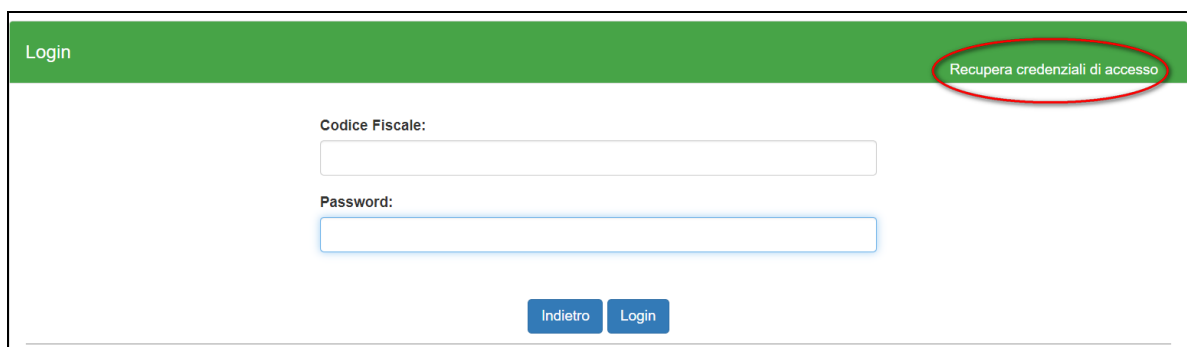 Login
Recupera credenziali di accesso
Codice Fiscale:
Password:
Indietro Login